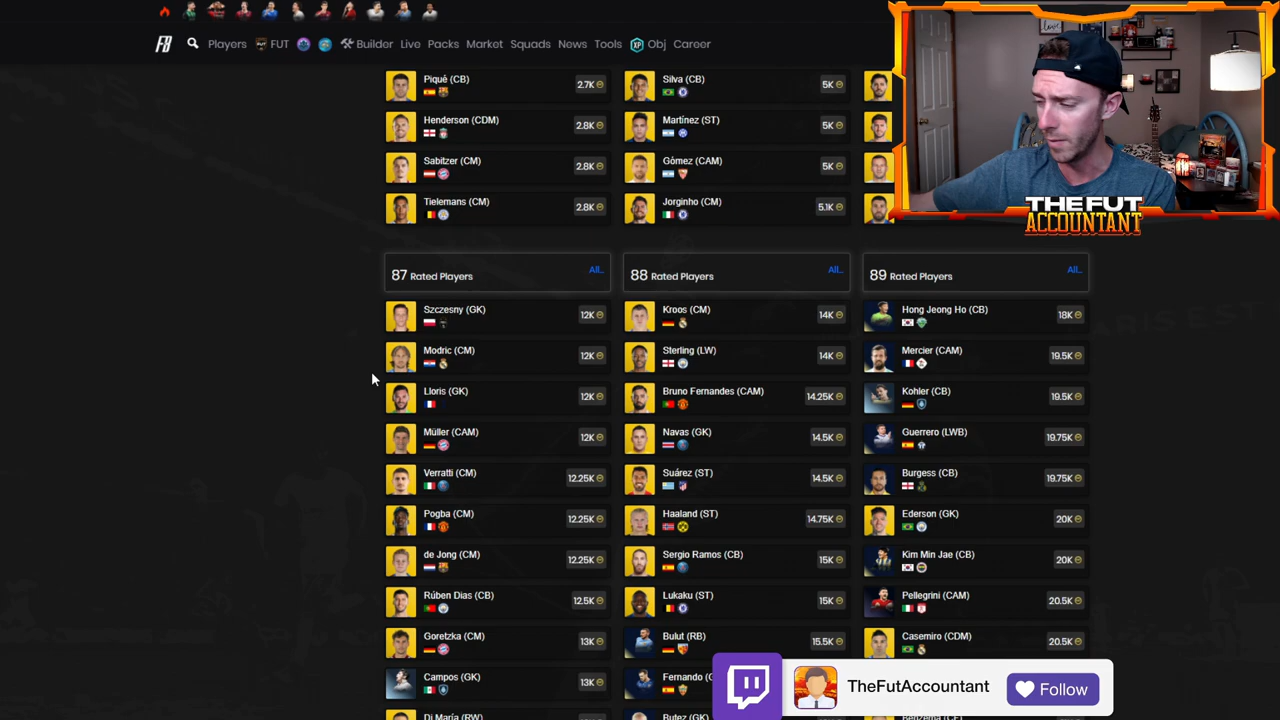 FB Players FUT Builder Live Packs Market Squads News Tools XP Obj Career
Piqué (CB) 2.7K
Henderson (CDM) 2.8K
Sabitzer (CM) 2.8K
Tielemans (CM) 2.8K
Silva (CB) 5K
Martínez (ST) 5K
Gómez (CAM) 5K
Jorginho (CM) 5.1K
THE FUT
ACCOUNTANT
87 Rated Players All..
Szczesny (GK) 12K
Modric (CM) 12K
Lloris (GK) 12K
Müller (CAM) 12K
Verratti (CM) 12.25K
Pogba (CM) 12.25K
de Jong (CM) 12.25K
Rúben Dias (CB) 12.5K
Goretzka (CM) 13K
Campos (GK) 13K
Di María (RW)
88 Rated Players All..
Kroos (CM) 14K
Sterling (LW) 14K
Bruno Fernandes (CAM) 14.25K
Navas (GK) 14.5K
Suárez (ST) 14.5K
Haaland (ST) 14.75K
Sergio Ramos (CB) 15K
Lukaku (ST) 15K
Bulut (RB) 15.5K
Fernando (
Butez (GK)
89 Rated Players All..
Hong Jeong Ho (CB) 18K
Mercier (CAM) 19.5K
Kohler (CB) 19.5K
Guerrero (LWB) 19.75K
Burgess (CB) 19.75K
Ederson (GK) 20K
Kim Min Jae (CB) 20K
Pellegrini (CAM) 20.5K
Casemiro (CDM) 20.5K
TheFutAccountant Follow